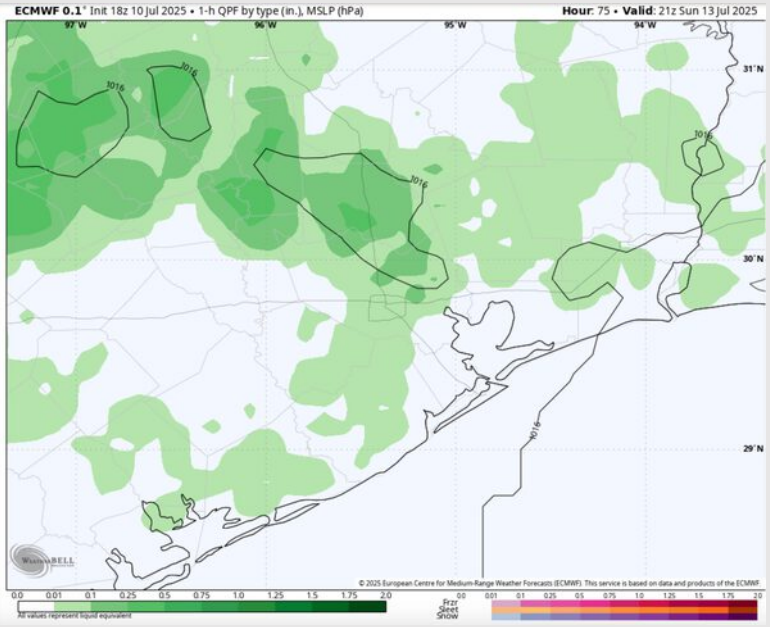 ECMWF 0.1° Init 18z 10 Jul 2025 • 1-h QPF by type (in.), MSLP (hPa)
Hour: 75 • Valid: 21z Sun 13 Jul 2025
97°W 96°W 95°W 94°W
31°N
1016
1016
1016
1016
30°N
1016
29°N
WEATHERBELL
© 2025 European Centre for Medium-Range Weather Forecasts (ECMWF). This service is based on data and products of the ECMWF.
0.0 0.01 0.1 0.25 0.5 0.75 1.0 1.25 1.5 1.75 2.0
All values represent liquid equivalent
0.0 0.01 0.1 0.25 0.50 0.75 1.0 1.25 1.50 1.75 2.0
Frzr
Sleet
Snow